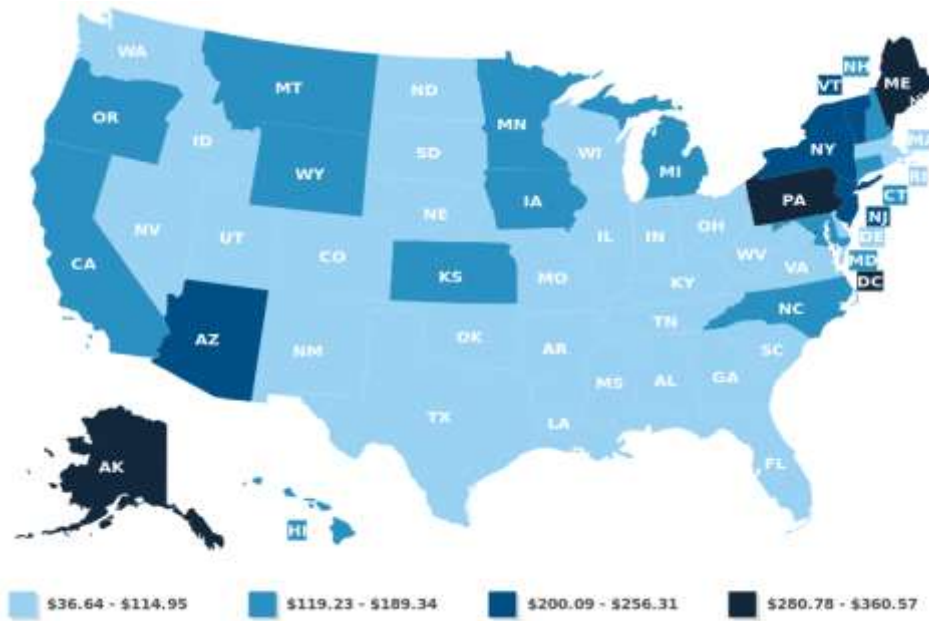 WA
MT
ND
MN
NH
VT
ME
OR
ID
SD
WI
NY
WY
MI
MA
RI
IA
PA
CT
NE
NJ
NV
UT
IL
IN
OH
DE
CO
WV
CA
KS
MO
VA
MD
KY
DC
NC
AZ
OK
TN
NM
AR
SC
MS
AL
GA
TX
LA
FL
AK
HI
$36.64 - $114.95
$119.23 - $189.34
$200.09 - $256.31
$280.78 - $360.57